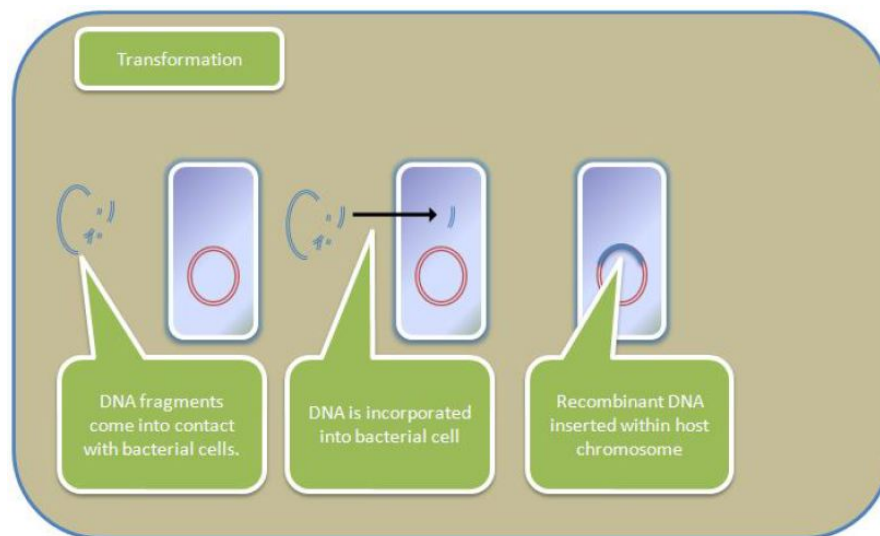 Transformation
DNA fragments
come into contact
with bacterial cells.
DNA is incorporated
into bacterial cell
Recombinant DNA
inserted within host
chromosome